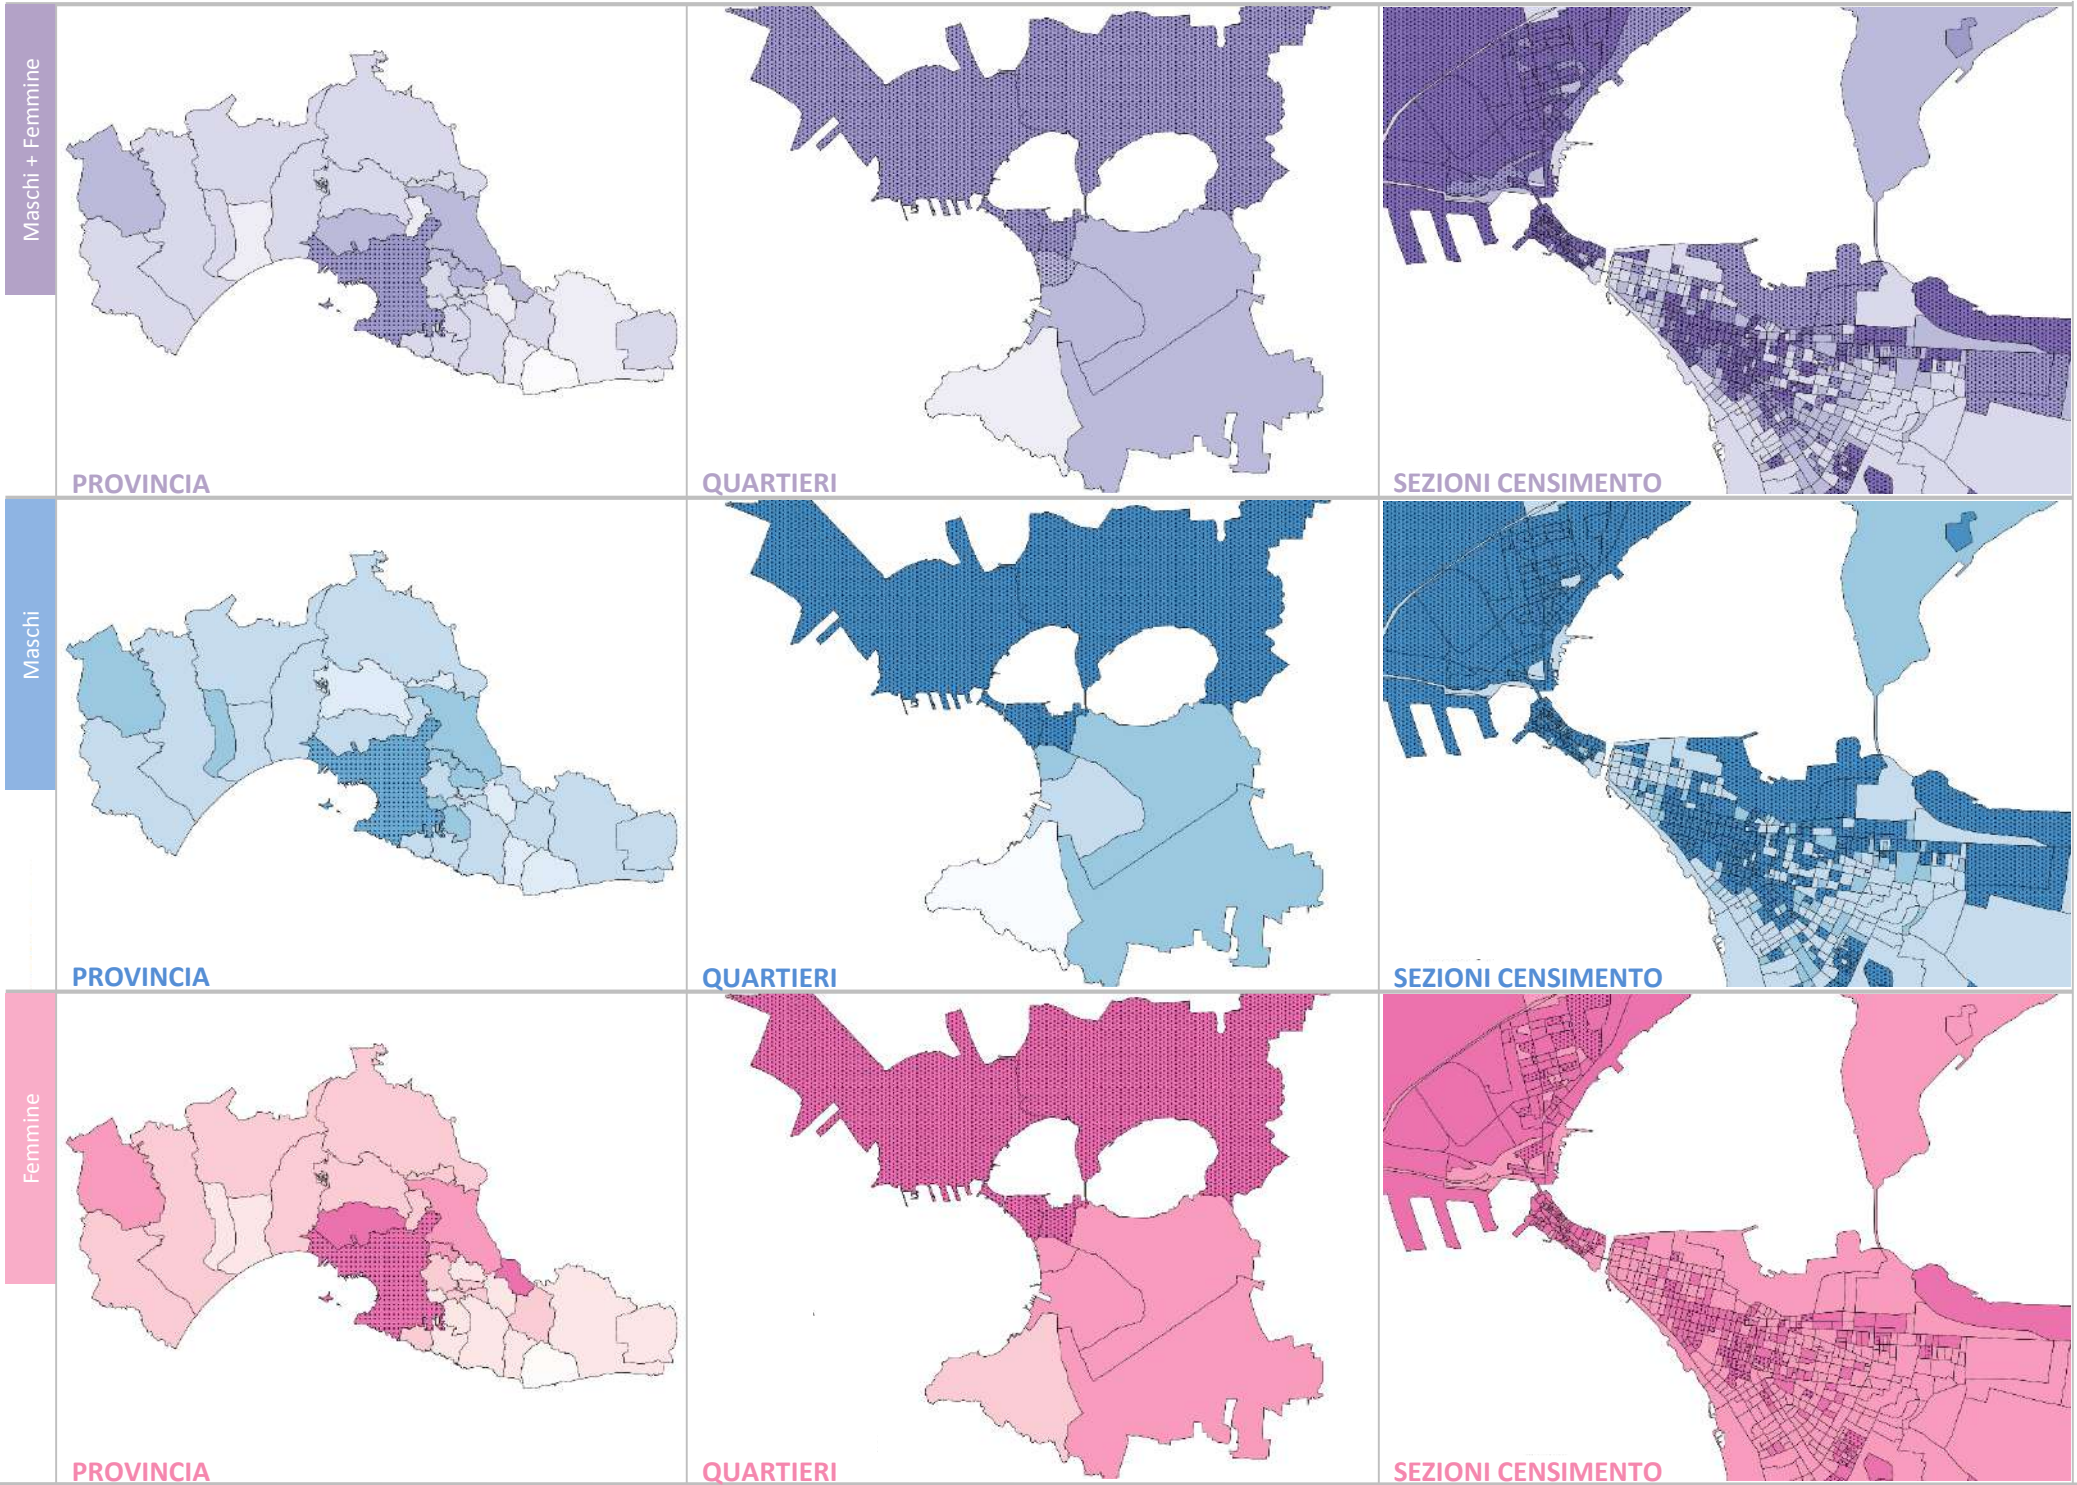 Maschi + Femmine
PROVINCIA
QUARTIERI
SEZIONI CENSIMENTO
Maschi
PROVINCIA
QUARTIERI
SEZIONI CENSIMENTO
Femmine
PROVINCIA
QUARTIERI
SEZIONI CENSIMENTO